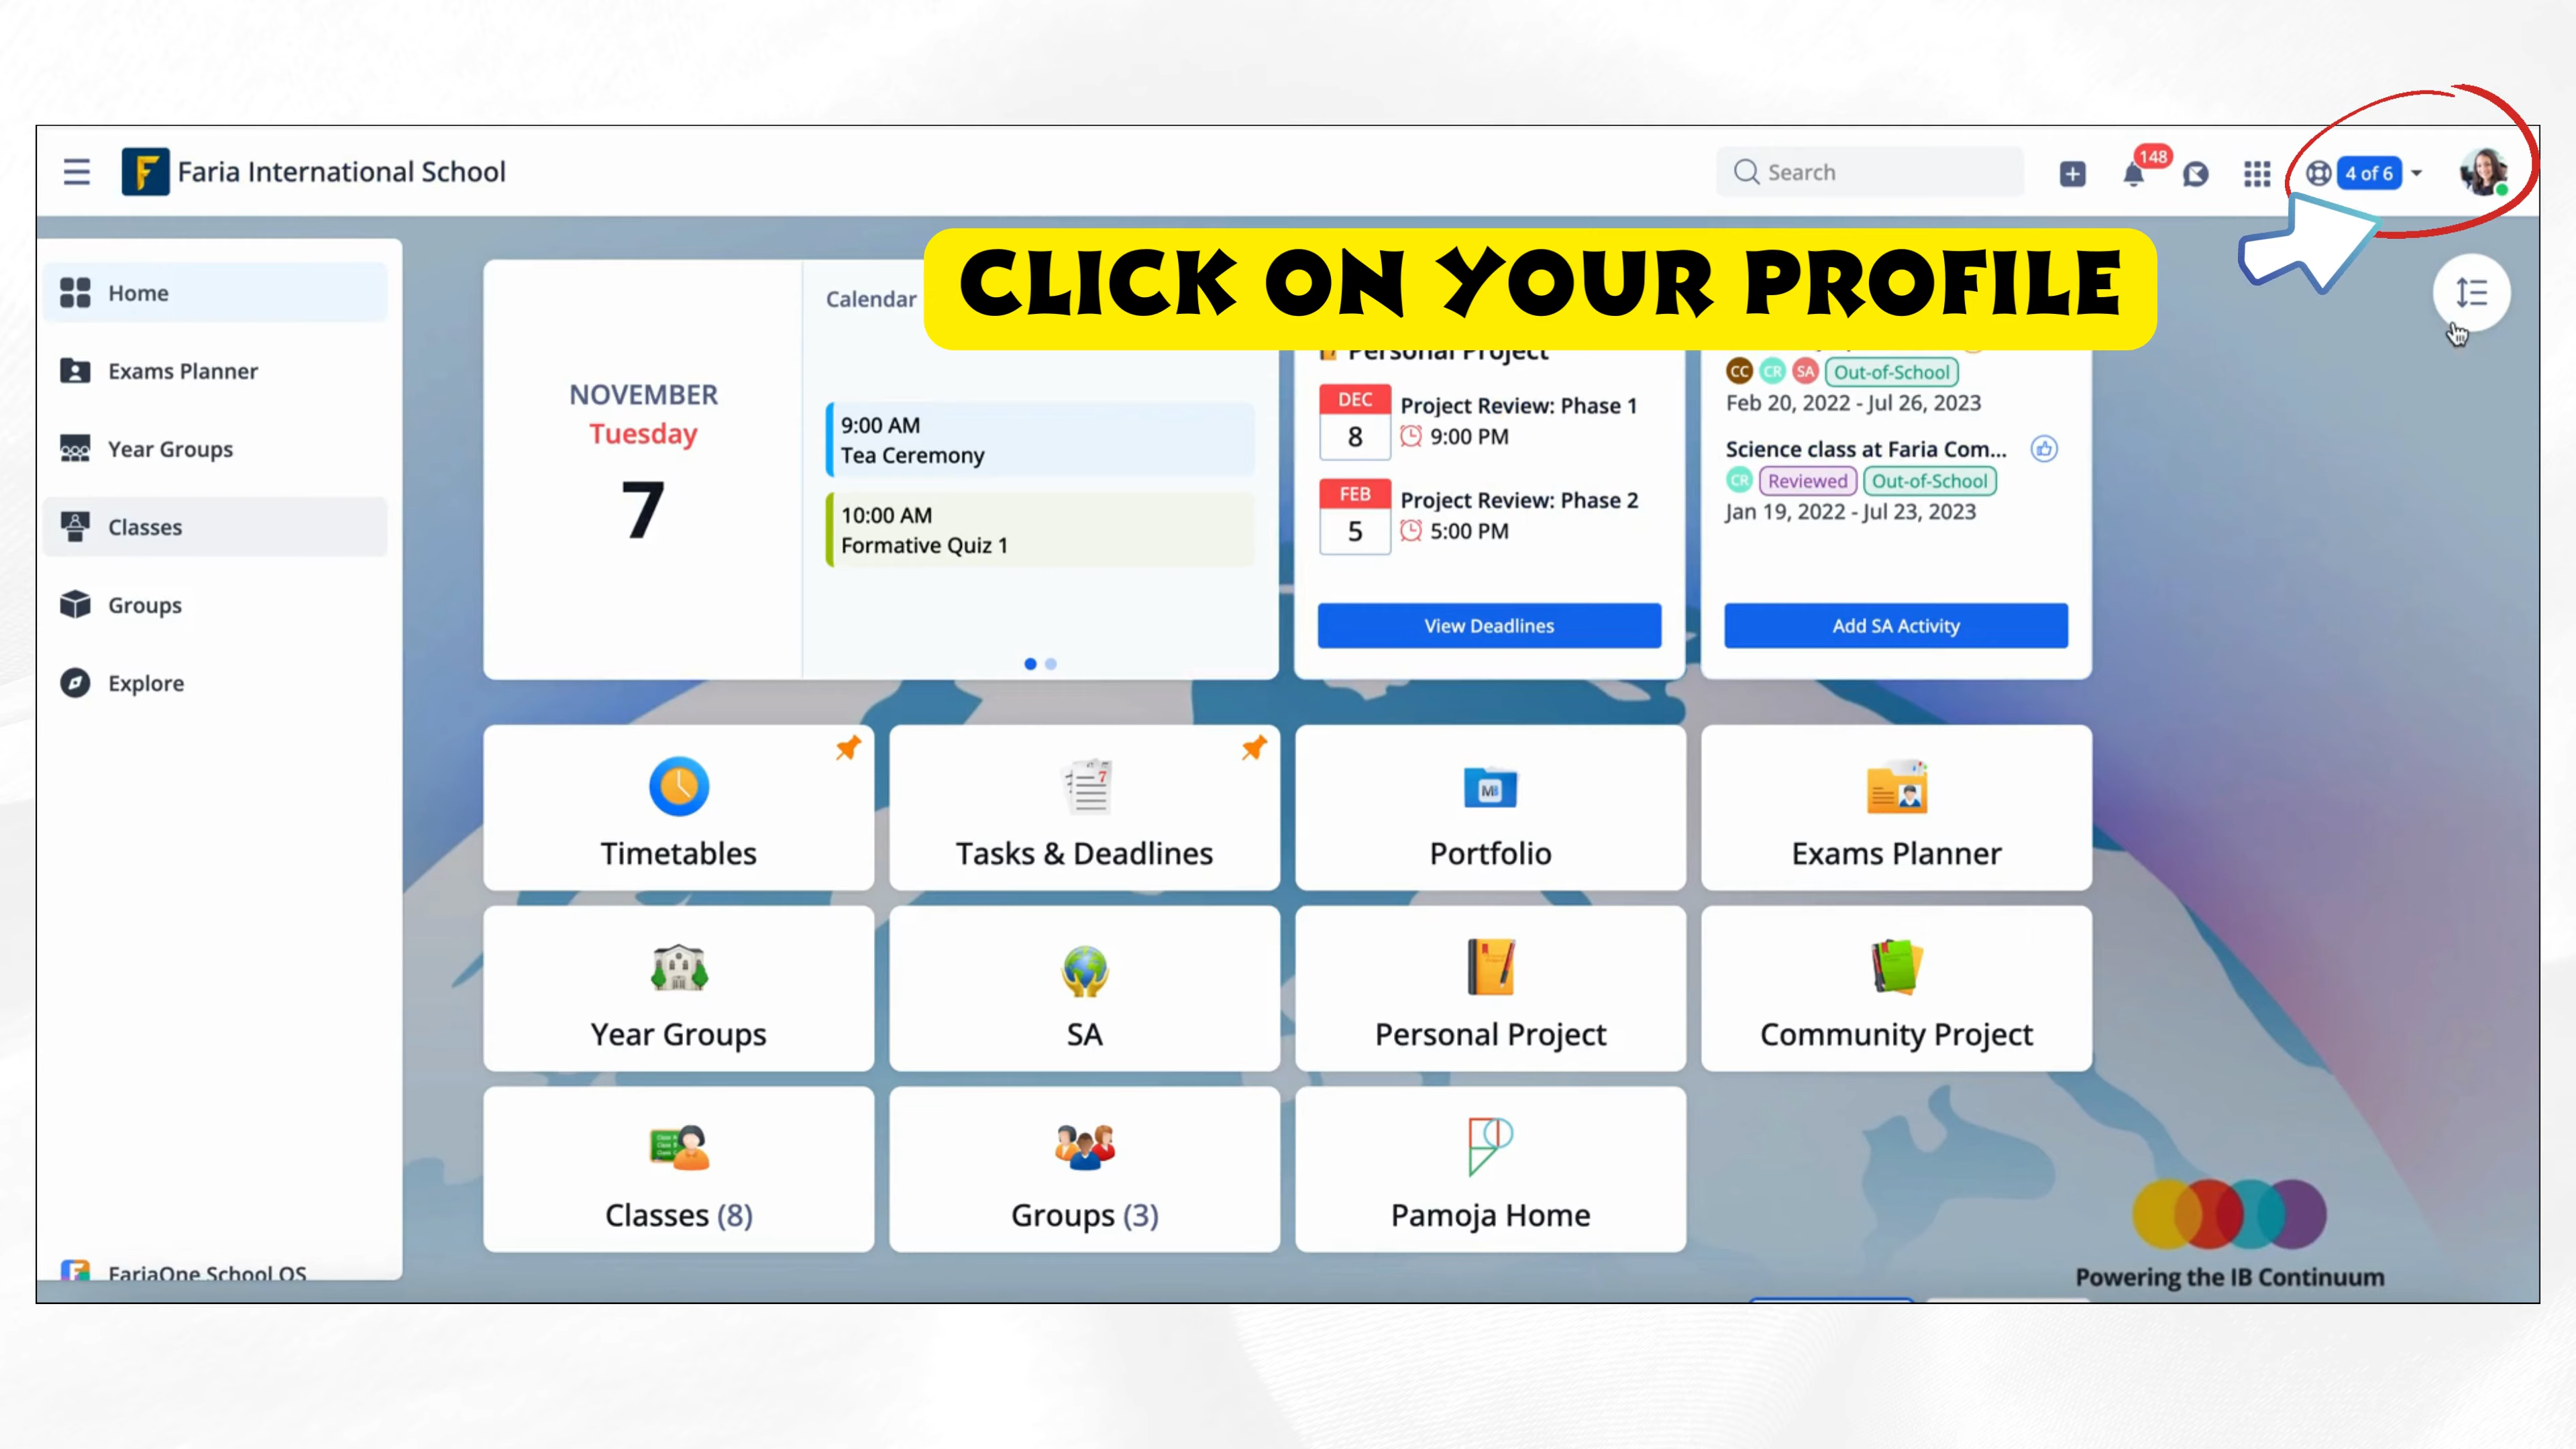 Faria International School
Search
148
4 of 6
CLICK ON YOUR PROFILE
Home
Exams Planner
Year Groups
Classes
Groups
Explore
FariaOne School OS
NOVEMBER
Tuesday
7
Calendar
9:00 AM
Tea Ceremony
10:00 AM
Formative Quiz 1
Personal Project
DEC
8
Project Review: Phase 1
9:00 PM
FEB
5
Project Review: Phase 2
5:00 PM
View Deadlines
CC CR SA Out-of-School
Feb 20, 2022 - Jul 26, 2023
Science class at Faria Com...
CR Reviewed Out-of-School
Jan 19, 2022 - Jul 23, 2023
Add SA Activity
Timetables
7
Tasks & Deadlines
Portfolio
Exams Planner
Year Groups
SA
Personal Project
Community Project
Classes (8)
Groups (3)
Pamoja Home
Powering the IB Continuum